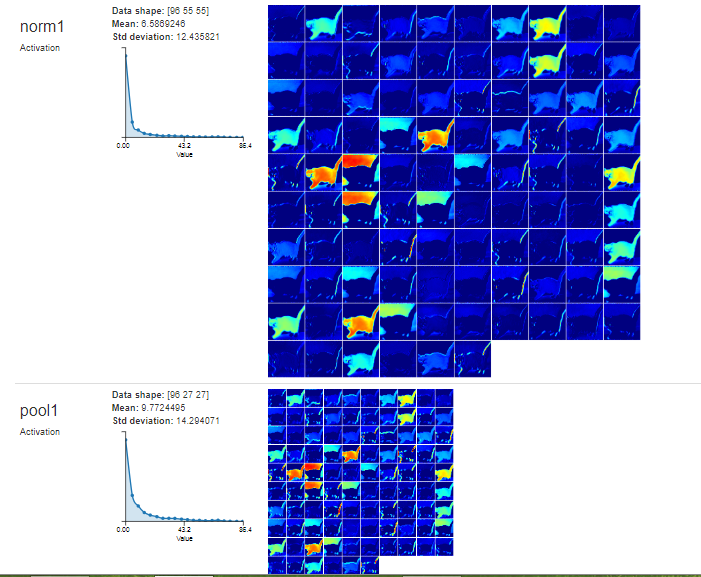 norm1
Activation
Data shape: [96 55 55]
Mean: 6.5869246
Std deviation: 12.435821
0.00 43.2 86.4
Value
pool1
Activation
Data shape: [96 27 27]
Mean: 9.7724495
Std deviation: 14.294071
0.00 43.2 86.4
Value